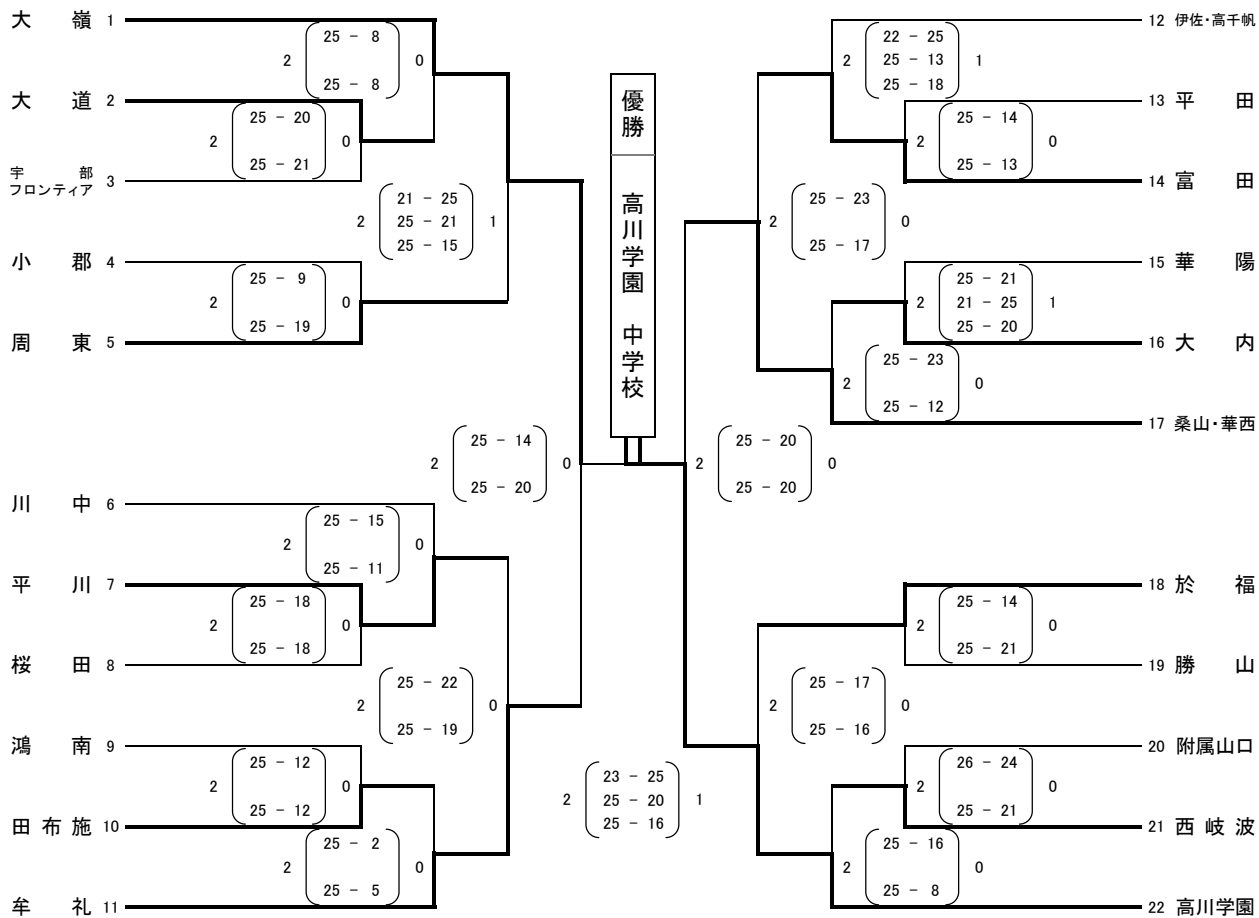 大嶺 1
2 25 - 8 0
25 - 8
大道 2
2 25 - 20 0
25 - 21
宇部
フロンティア 3
2 21 - 25 1
25 - 21
25 - 15
小郡 4
2 25 - 9 0
25 - 19
周東 5
2 25 - 14 0
25 - 20
川中 6
2 25 - 15 0
25 - 11
平川 7
2 25 - 18 0
25 - 18
桜田 8
2 25 - 22 0
25 - 19
鴻南 9
2 25 - 12 0
25 - 12
田布施 10
2 25 - 2 0
25 - 5
牟礼 11
優勝
高川学園 中学校
2 23 - 25 1
25 - 20
25 - 16
12 伊佐・高千帆
2 22 - 25 1
25 - 13
25 - 18
13 平田
2 25 - 14 0
25 - 13
14 富田
2 25 - 23 0
25 - 17
15 華陽
2 25 - 21 1
21 - 25
25 - 20
16 大内
2 25 - 23 0
25 - 12
17 桑山・華西
2 25 - 20 0
25 - 20
18 於福
2 25 - 14 0
25 - 21
19 勝山
2 25 - 17 0
25 - 16
20 附属山口
2 26 - 24 0
25 - 21
21 西岐波
2 25 - 16 0
25 - 8
22 高川学園